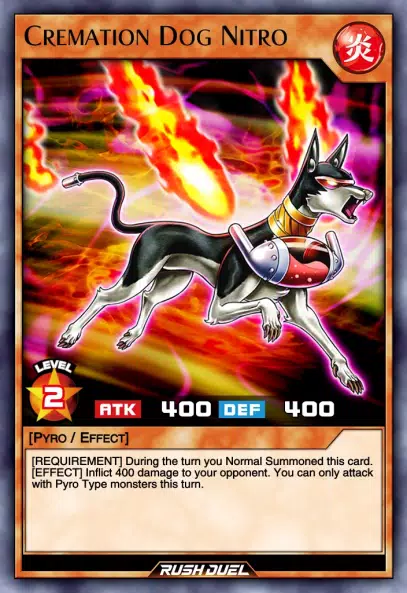 Cremation Dog Nitro
炎
LEVEL
2
ATK 400 DEF 400
[Pyro / Effect]
[REQUIREMENT] During the turn you Normal Summoned this card.
[EFFECT] Inflict 400 damage to your opponent. You can only attack
with Pyro Type monsters this turn.
RUSH DUEL